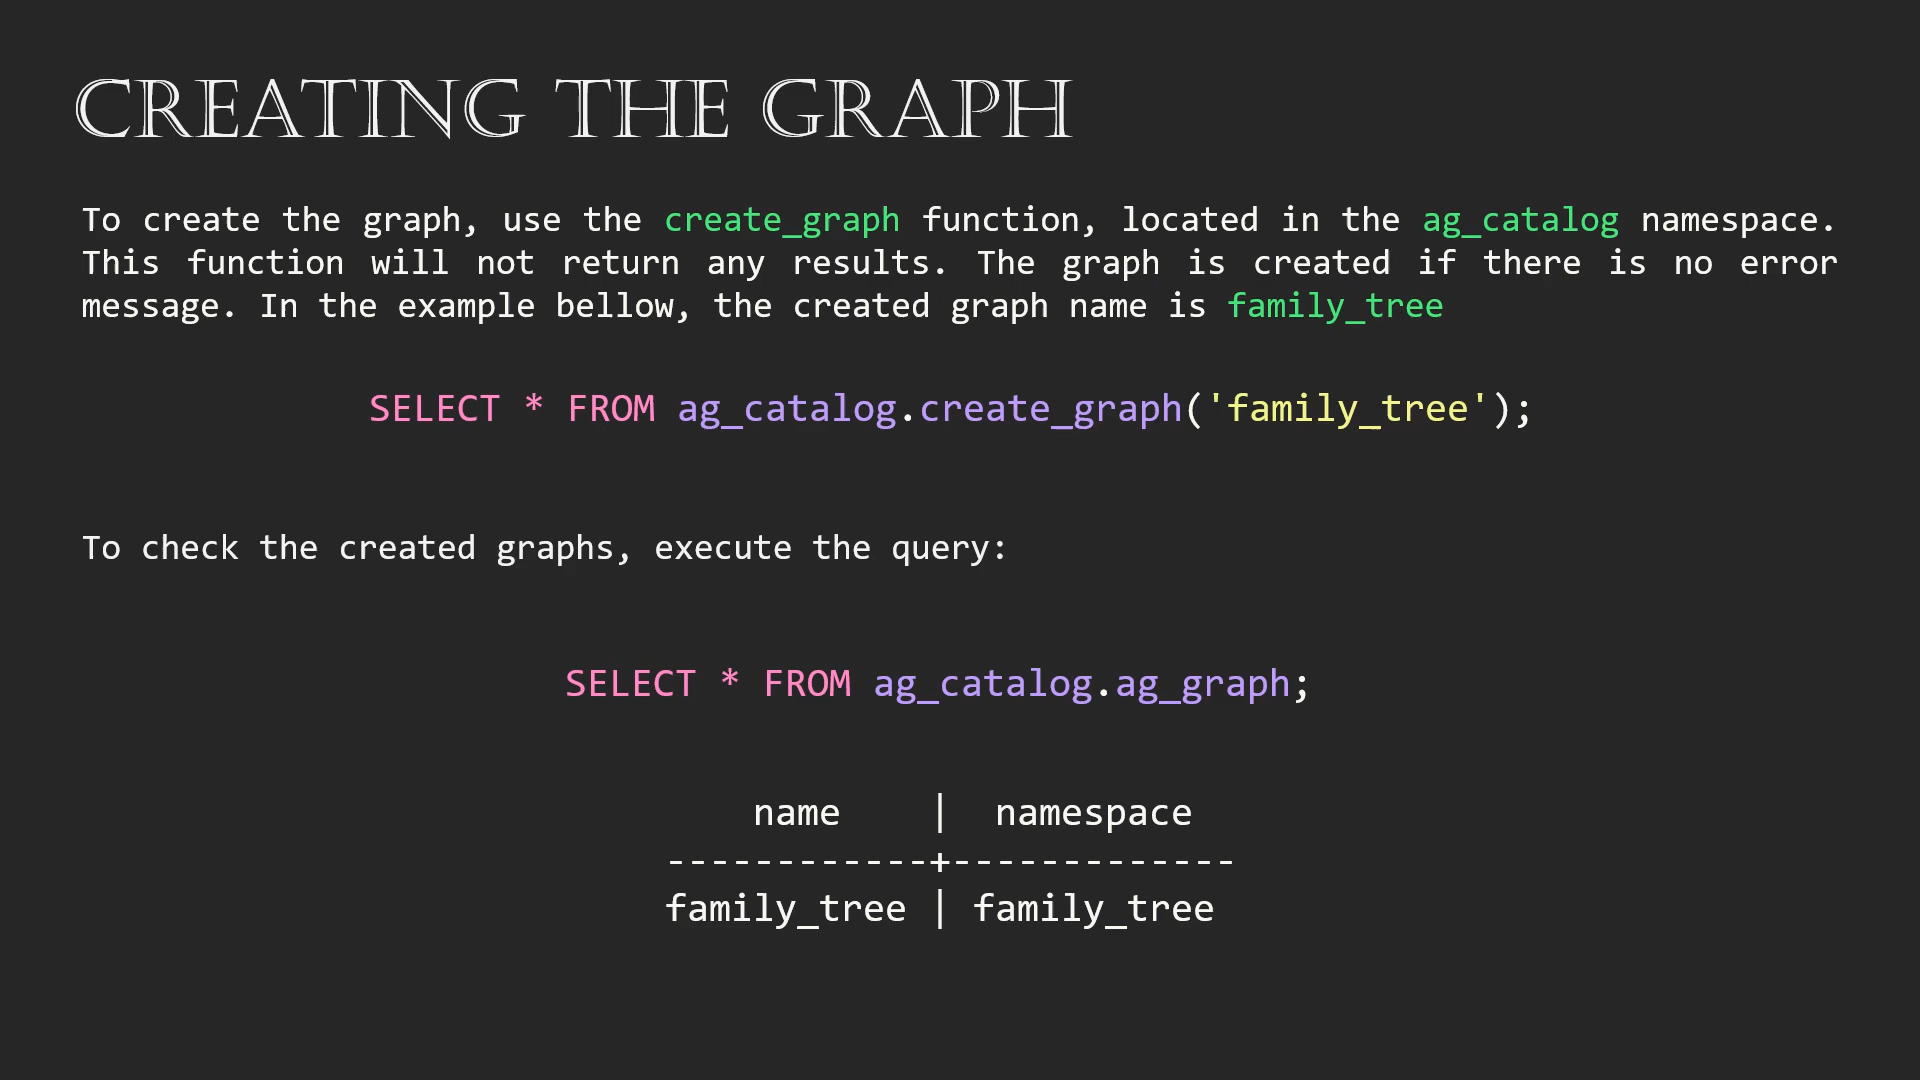 CREATING THE GRAPH
To create the graph, use the create_graph function, located in the ag_catalog namespace.
This function will not return any results. The graph is created if there is no error
message. In the example bellow, the created graph name is family_tree
SELECT * FROM ag_catalog.create_graph('family_tree');
To check the created graphs, execute the query:
SELECT * FROM ag_catalog.ag_graph;
name | namespace
------------+-------------
family_tree | family_tree